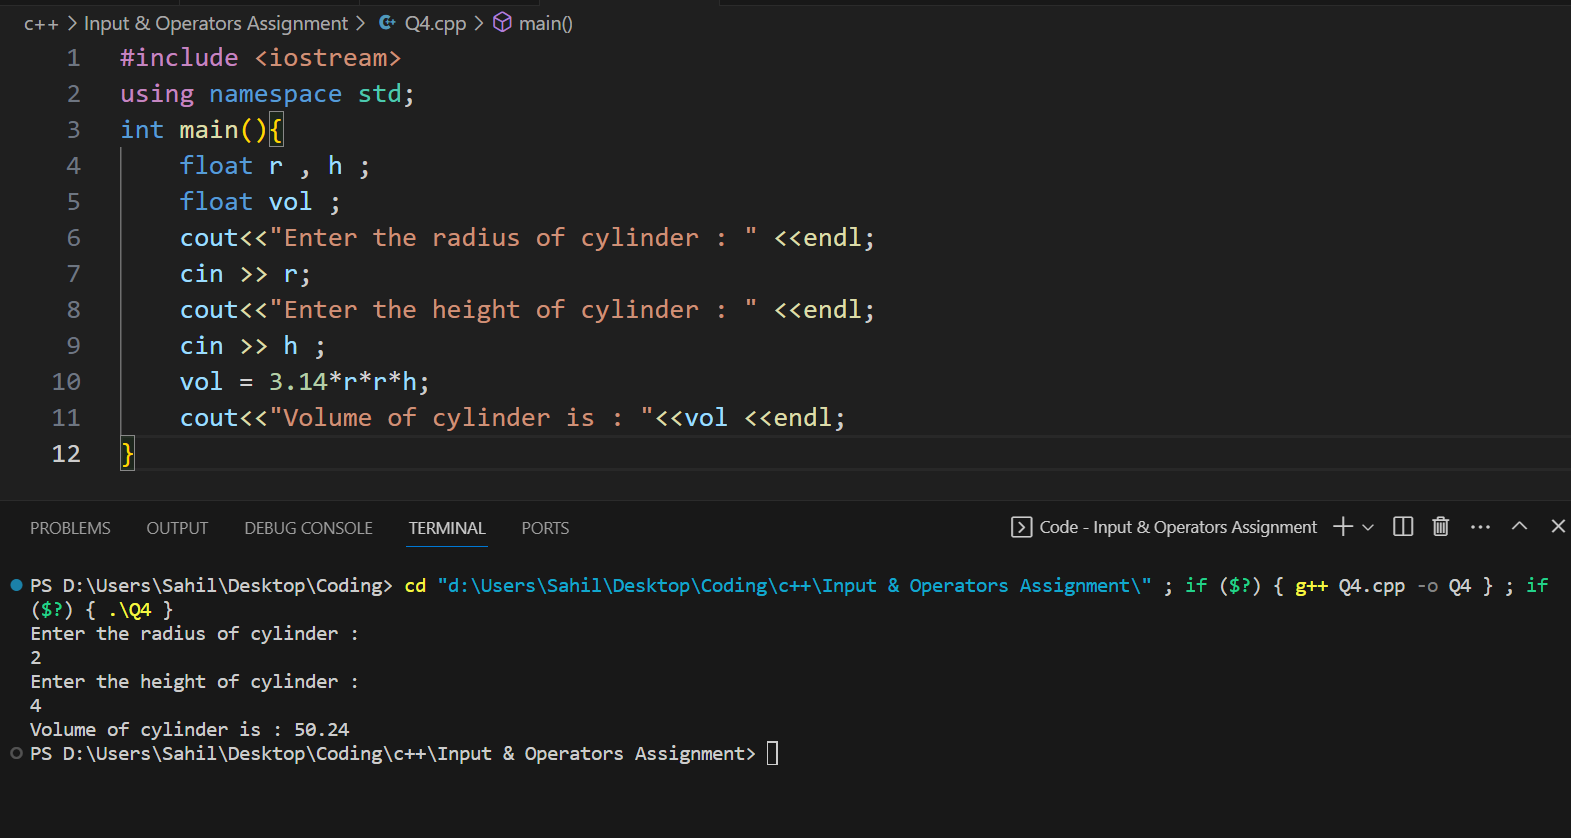 c++ > Input & Operators Assignment > Q4.cpp > main()
1 #include <iostream>
2 using namespace std;
3 int main(){
4     float r , h ;
5     float vol ;
6     cout<<"Enter the radius of cylinder : " <<endl;
7     cin >> r;
8     cout<<"Enter the height of cylinder : " <<endl;
9     cin >> h ;
10     vol = 3.14*r*r*h;
11     cout<<"Volume of cylinder is : "<<vol <<endl;
12 }
PROBLEMS OUTPUT DEBUG CONSOLE TERMINAL PORTS Code - Input & Operators Assignment
PS D:\Users\Sahil\Desktop\Coding> cd "d:\Users\Sahil\Desktop\Coding\c++\Input & Operators Assignment\" ; if ($?) { g++ Q4.cpp -o Q4 } ; if
($?) { .\Q4 }
Enter the radius of cylinder :
2
Enter the height of cylinder :
4
Volume of cylinder is : 50.24
PS D:\Users\Sahil\Desktop\Coding\c++\Input & Operators Assignment>